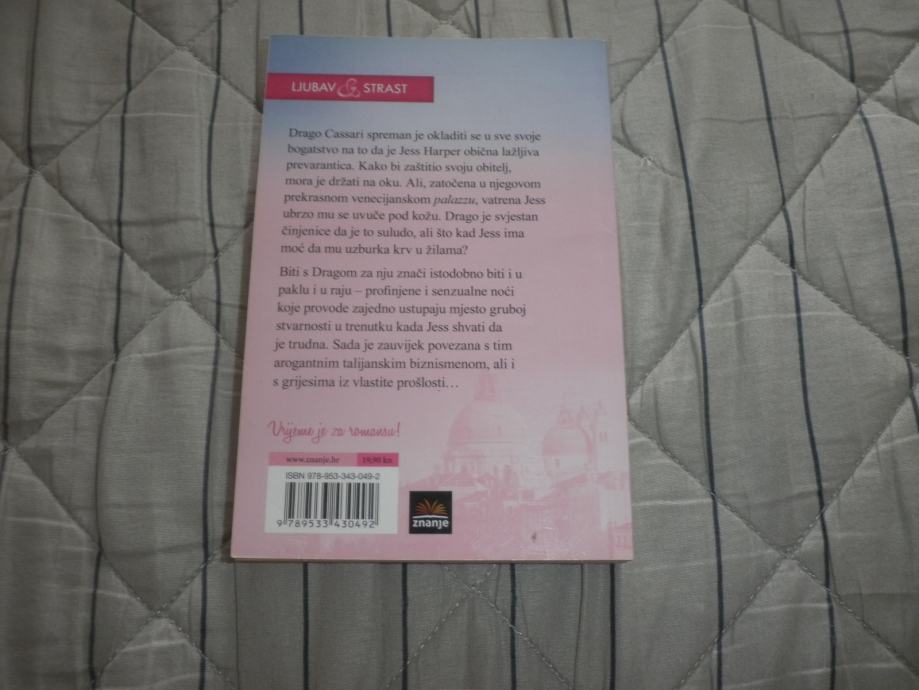 LJUBAV & STRAST
Drago Cassari spreman je okladiti se u sve svoje
bogatstvo na to da je Jess Harper obična lažljiva
prevarantica. Kako bi zaštitio svoju obitelj,
mora je držati na oku. Ali, zatočena u njegovom
prekrasnom venecijanskom palazzu, vatrena Jess
ubrzo mu se uvuče pod kožu. Drago je svjestan
činjenice da je to suludo, ali što kad Jess ima
moć da mu uzburka krv u žilama?
Biti s Dragom za nju znači istodobno biti i u
paklu i u raju – profinjene i senzualne noći
koje provode zajedno ustupaju mjesto gruboj
stvarnosti u trenutku kada Jess shvati da
je trudna. Sada je zauvijek povezana s tim
arogantnim talijanskim biznismenom, ali i
s grijesima iz vlastite prošlosti...
Vrijeme je za romansu!
www.znanje.hr 19,90 kn
ISBN 978-953-343-049-2
9 789533 430492
znanje